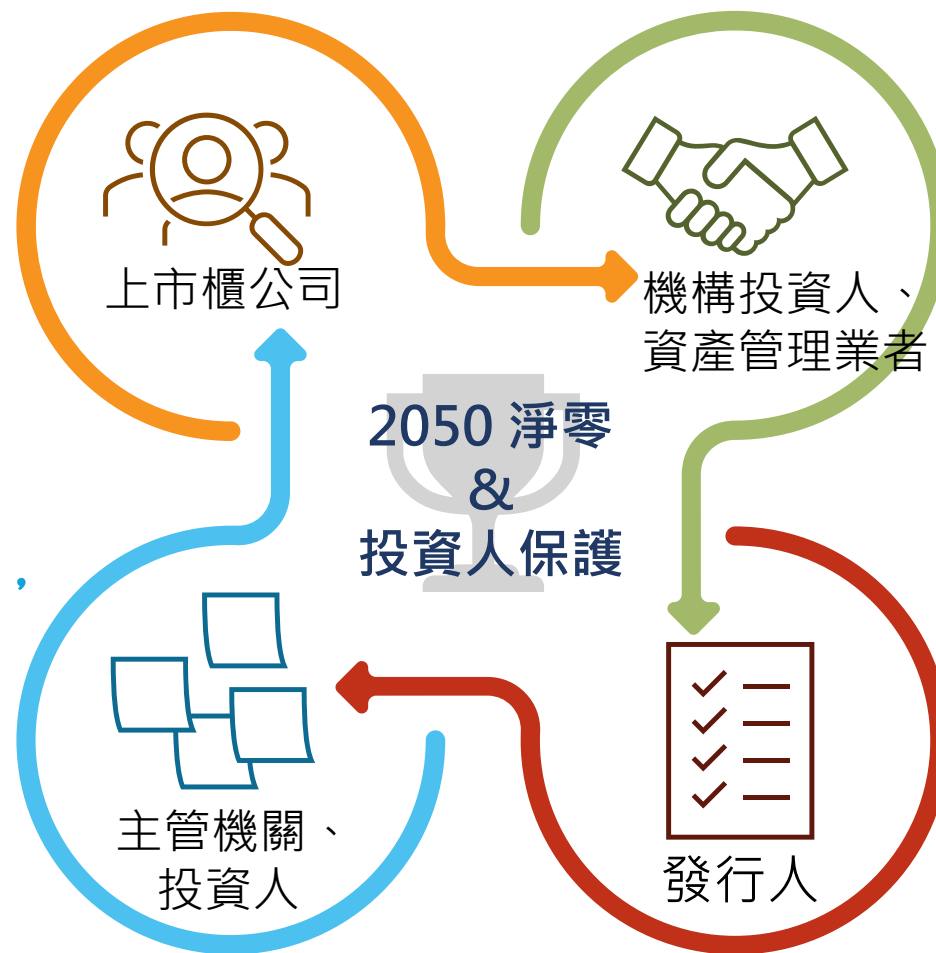 上市櫃公司
機構投資人、
資產管理業者
2050 淨零
&
投資人保護
,
主管機關、
投資人
發行人